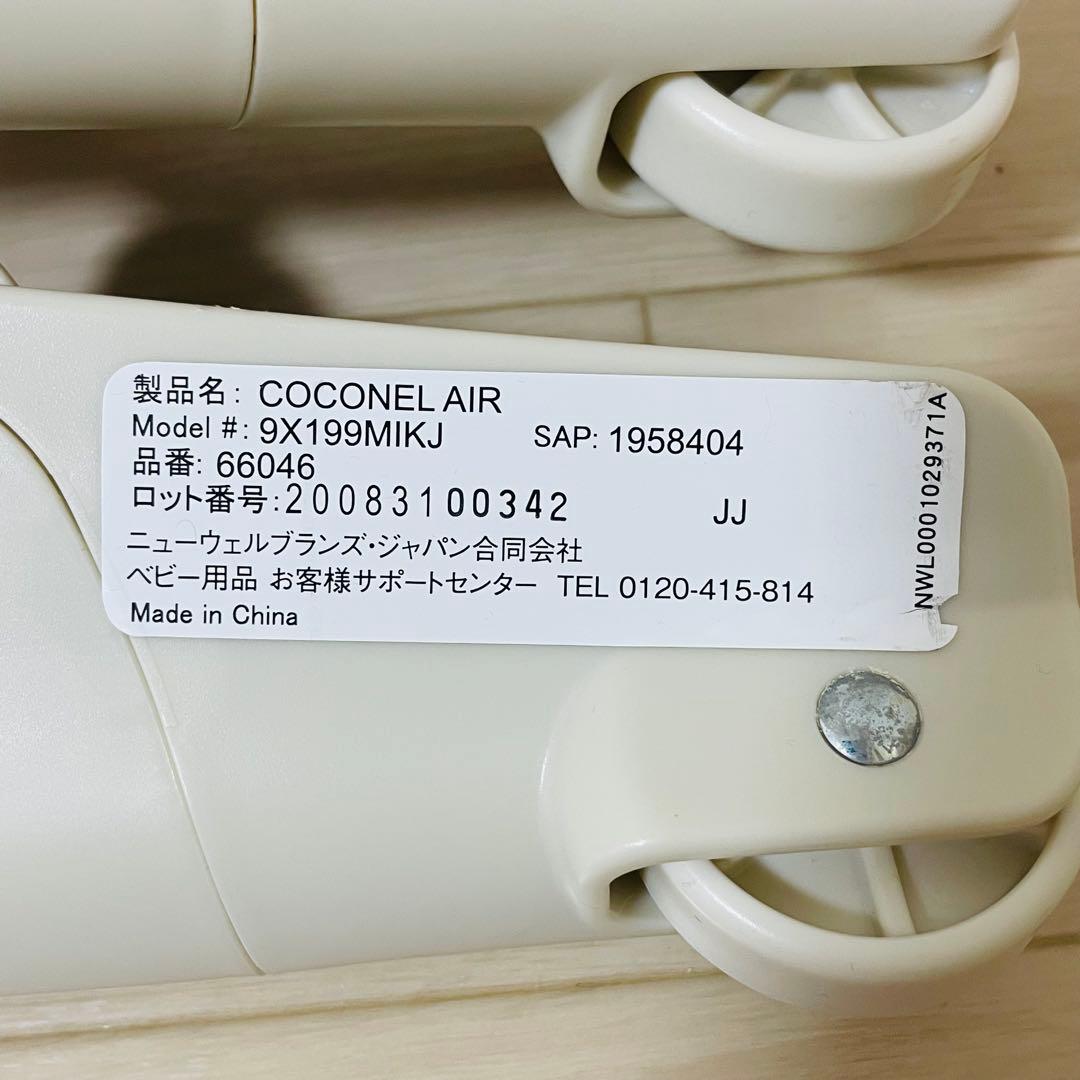 製品名: COCONEL AIR
Model #: 9X199MIKJ SAP: 1958404
品番: 66046
ロット番号: 20083100342 JJ
ニューウェルブランズ・ジャパン合同会社
ベビー用品 お客様サポートセンター TEL 0120-415-814
Made in China
NWL0001029371A